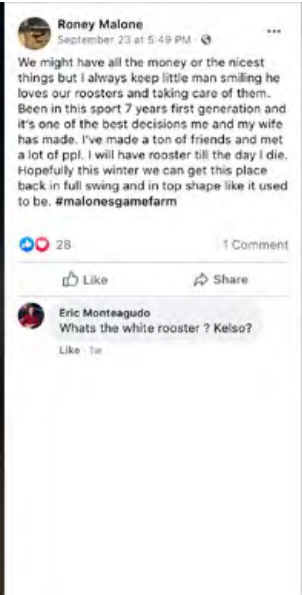 Roney Malone
September 23 at 5:49 PM ·
We might have all the money or the nicest
things but I always keep little man smiling he
loves our roosters and taking care of them.
Been in this sport 7 years first generation and
it's one of the best decisions me and my wife
has made. I've made a ton of friends and met
a lot of ppl. I will have rooster till the day I die.
Hopefully this winter we can get this place
back in full swing and in top shape like it used
to be. #malonesgamefarm
28
1 Comment
Like
Share
Eric Monteagudo
Whats the white rooster ? Kelso?
Like · 1w